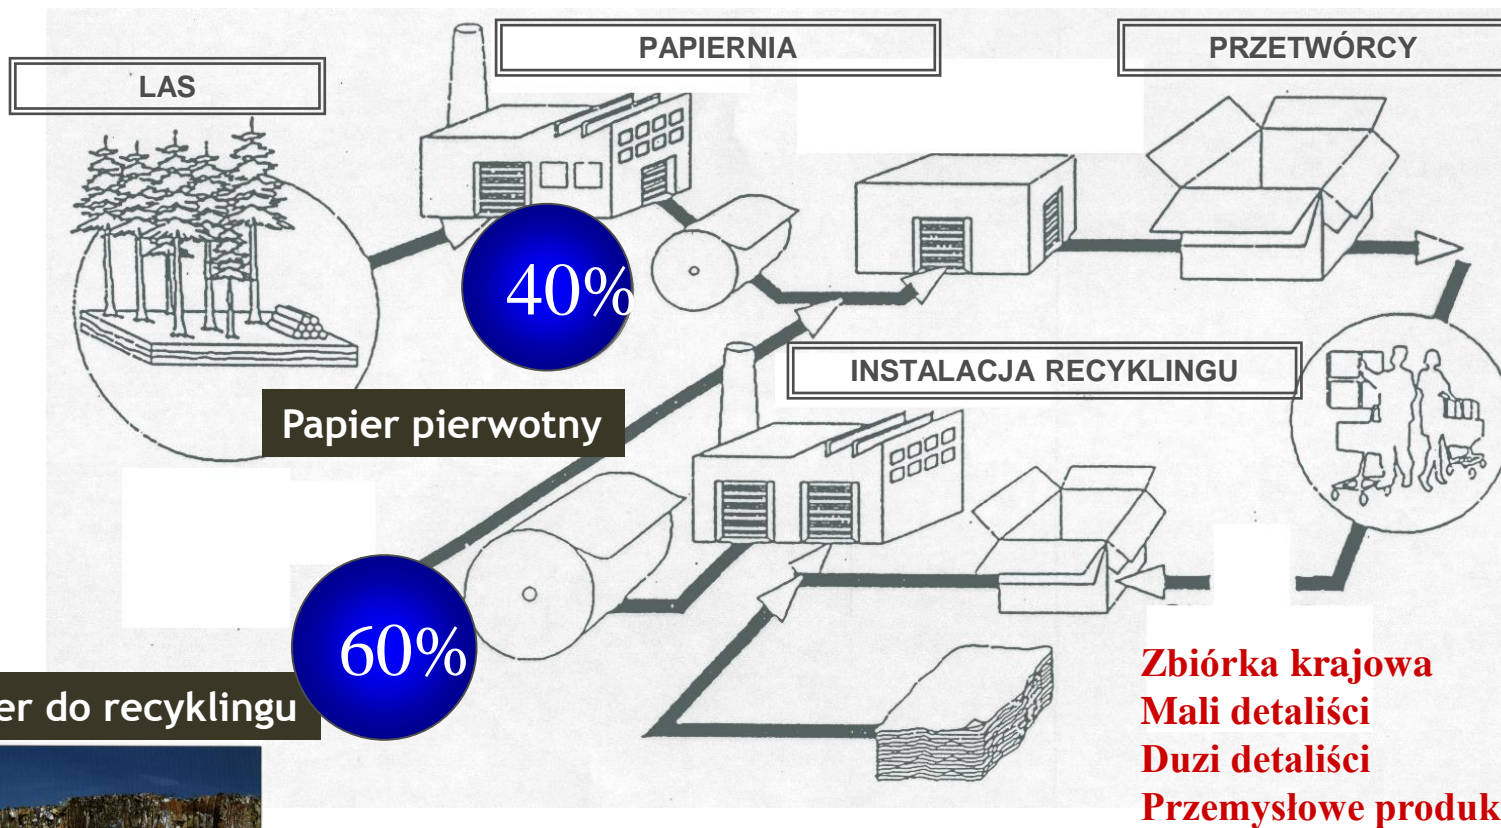 PAPIERNIA
PRZETWÓRCY
LAS
40%
INSTALACJA RECYKLINGU
Papier pierwotny
60%
er do recyklingu
Zbiórka krajowa
Mali detaliści
Duzi detaliści
Przemysłowe produk